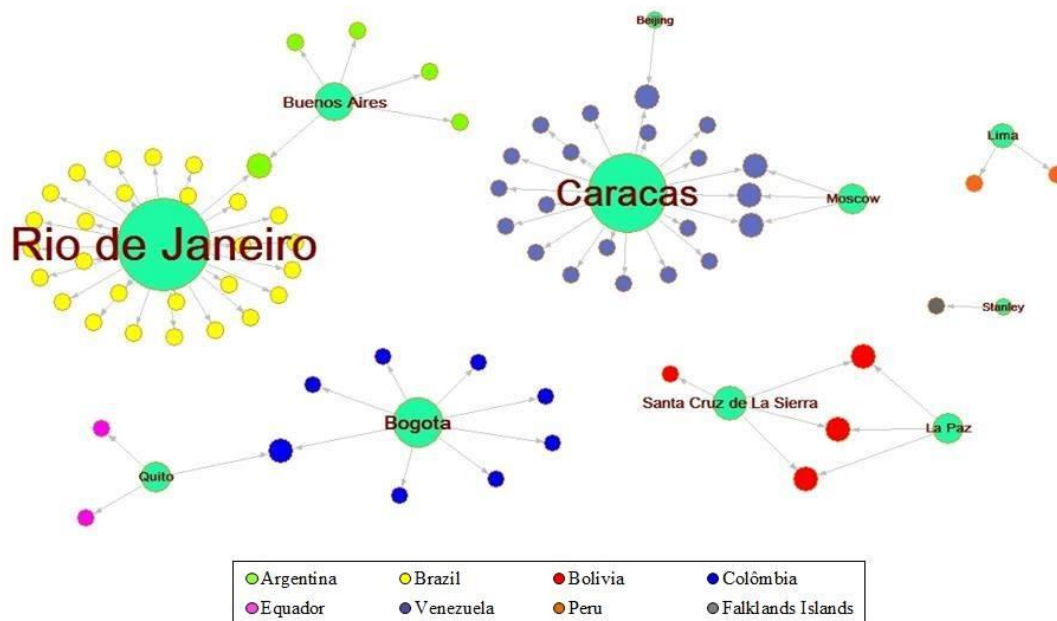 Beijing
Buenos Aires
Lima
Caracas
Moscow
Rio de Janeiro
Stanley
Santa Cruz de La Sierra
Bogota
La Paz
Quito
Argentina Brazil Bolivia Colômbia
Equador Venezuela Peru Falklands Islands